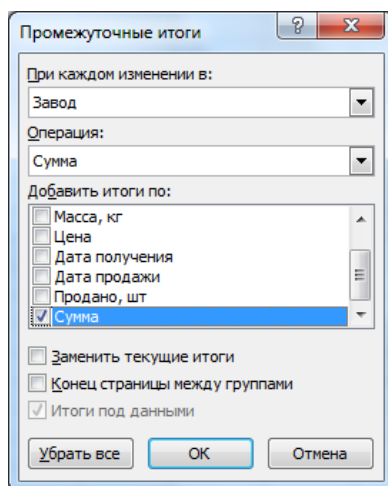 Промежуточные итоги
При каждом изменении в:
Завод
Операция:
Сумма
Добавить итоги по:
Масса, кг
Цена
Дата получения
Дата продажи
Продано, шт
Сумма
Заменить текущие итоги
Конец страницы между группами
Итоги под данными
Убрать все ОК Отмена